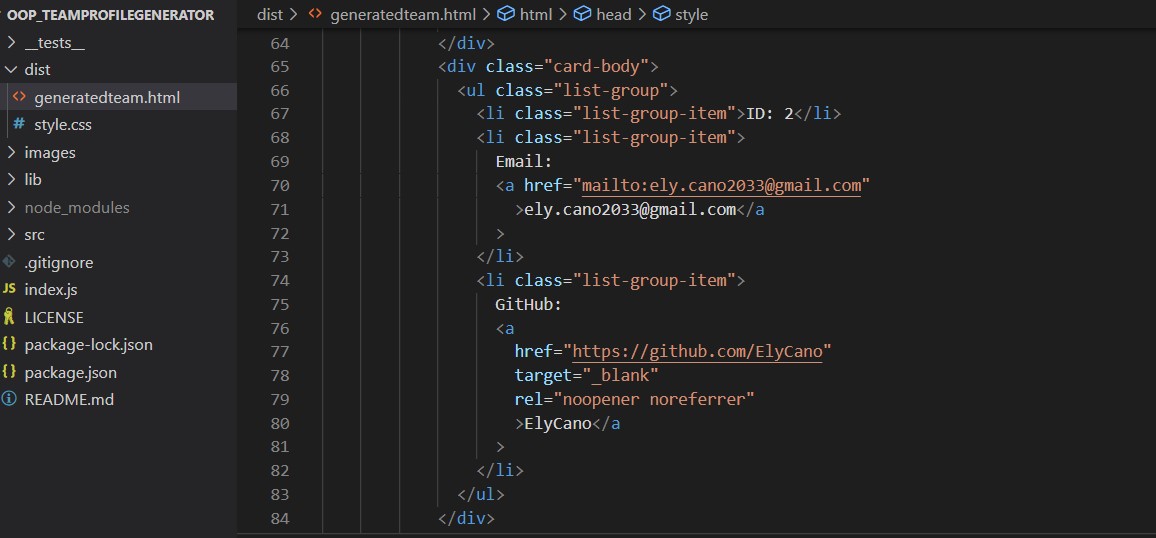 OOP_TEAMPROFILEGENERATOR
__tests__
dist
generatedteam.html
style.css
images
lib
node_modules
src
.gitignore
index.js
LICENSE
package-lock.json
package.json
README.md
dist > generatedteam.html > html > head > style
64 </div>
65 <div class="card-body">
66 <ul class="list-group">
67 <li class="list-group-item">ID: 2</li>
68 <li class="list-group-item">
69 Email:
70 <a href="mailto:ely.cano2033@gmail.com"
71 >ely.cano2033@gmail.com</a
72 >
73 </li>
74 <li class="list-group-item">
75 GitHub:
76 <a
77 href="https://github.com/ElyCano"
78 target="_blank"
79 rel="noopener noreferrer"
80 >ElyCano</a
81 >
82 </li>
83 </ul>
84 </div>